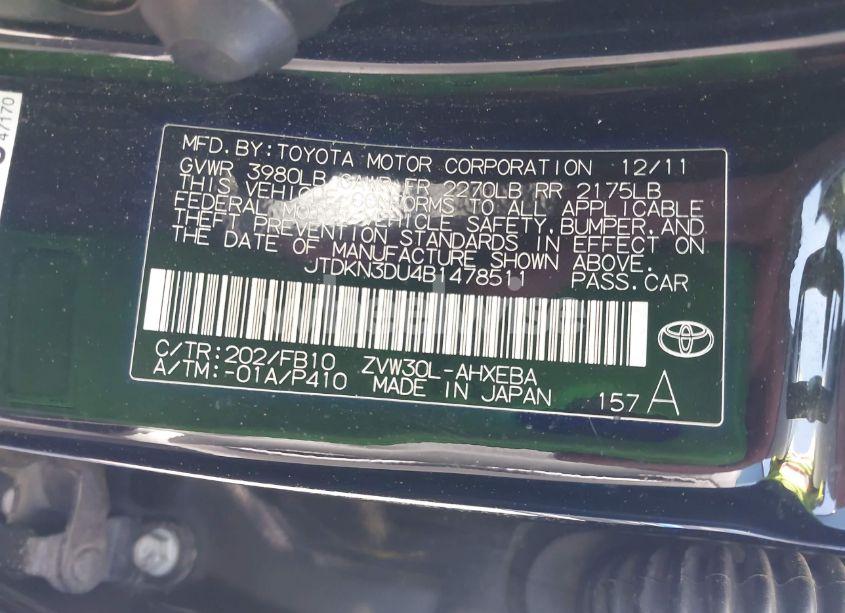 4/170
MFD. BY: TOYOTA MOTOR CORPORATION 12/11
GVWR 3980LB GAWR FR 2270LB RR 2175LB
THIS VEHICLE CONFORMS TO ALL APPLICABLE
FEDERAL MOTOR VEHICLE SAFETY, BUMPER, AND
THEFT PREVENTION STANDARDS IN EFFECT ON
THE DATE OF MANUFACTURE SHOWN ABOVE.
JTDKN3DU4B1478511 PASS.CAR
C/TR:202/FB10 ZVW30L-AHXEBA
A/TM:-01A/P410 MADE IN JAPAN 157 A